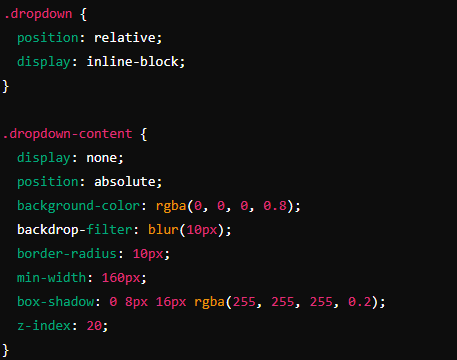 .dropdown {
  position: relative;
  display: inline-block;
}

.dropdown-content {
  display: none;
  position: absolute;
  background-color: rgba(0, 0, 0, 0.8);
  backdrop-filter: blur(10px);
  border-radius: 10px;
  min-width: 160px;
  box-shadow: 0 8px 16px rgba(255, 255, 255, 0.2);
  z-index: 20;
}